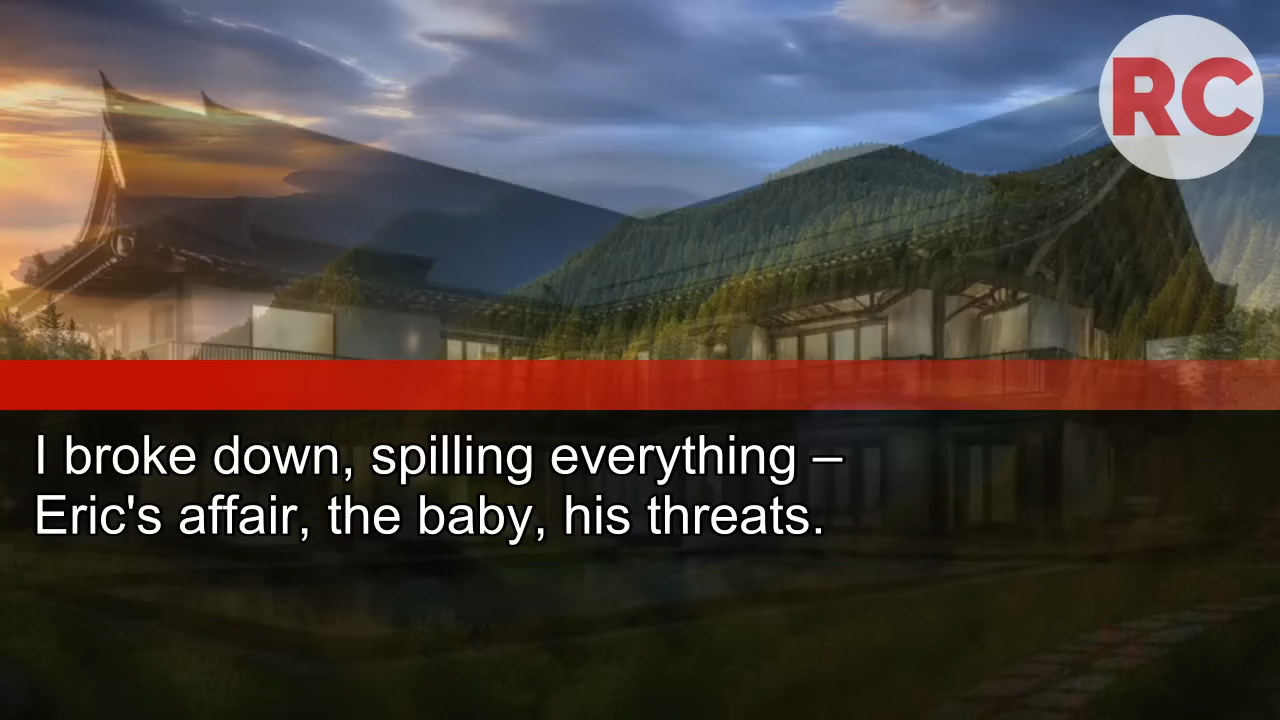 RC
I broke down, spilling everything –
Eric's affair, the baby, his threats.